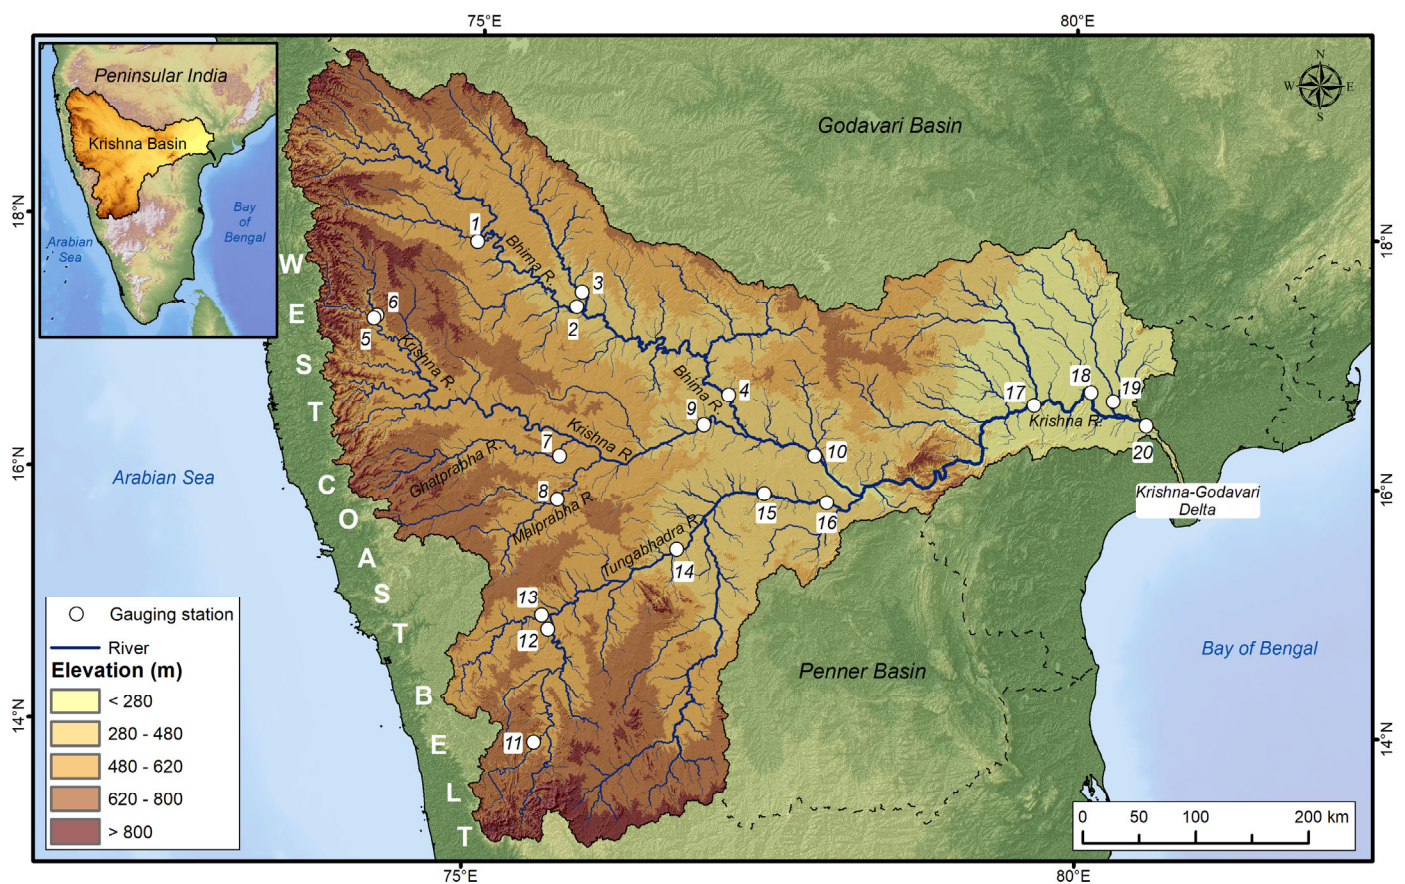 75°E
80°E
Peninsular India
Krishna Basin
Arabian
Sea
Bay
of
Bengal
N
W
E
S
Godavari Basin
18°N
18°N
1
Bhima R.
3
2
6
5
Krishna R.
W
E
S
T
C
O
A
S
T
B
E
L
T
Bhima R.
4
9
17
18
19
Krishna R.
20
7
Krishna R.
10
16°N
16°N
Arabian Sea
Ghatprabha R.
8
Malprabha R.
15
16
Krishna-Godavari
Delta
Tungabhadra R.
14
13
12
Gauging station
River
Elevation (m)
< 280
280 - 480
480 - 620
620 - 800
> 800
Penner Basin
Bay of Bengal
14°N
14°N
11
0
50
100
200 km
75°E
80°E